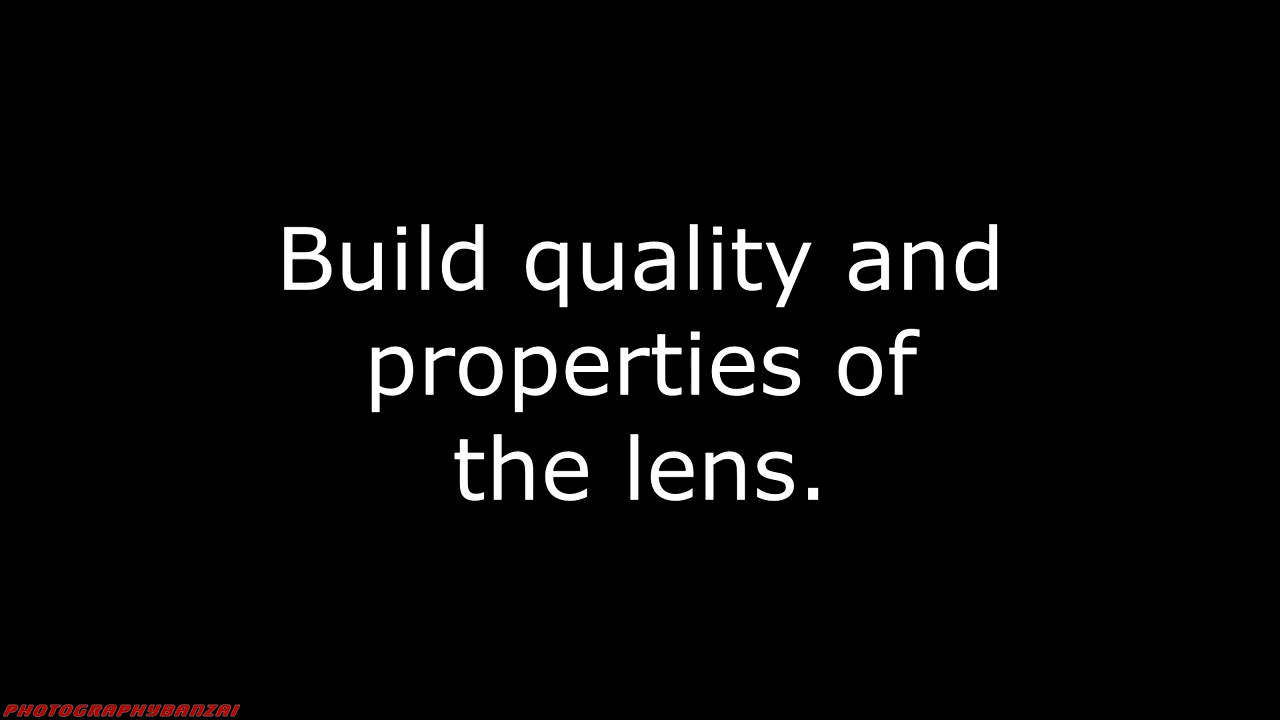 Build quality and
properties of
the lens.
PHOTOGRAPHYBANZAI